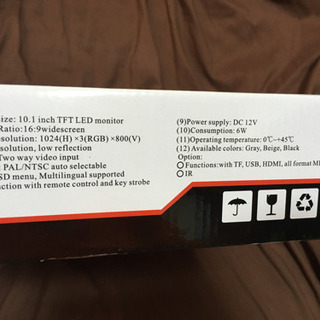 size: 10.1 inch TFT LED monitor
Ratio:16:9widescreen
solution: 1024(H) ×3(RGB) ×800(V)
solution, low reflection
Two way video input
PAL/NTSC auto selectable
SD menu, Multilingual supported
nction with remote control and key strobe
(9)Power supply: DC 12V
(10)Consumption: 6W
(11)Operating temperature: 0℃~+45℃
(12)Available colors: Gray, Beige, Black
Option:
Functions:with TF, USB, HDMI, all format M
IR